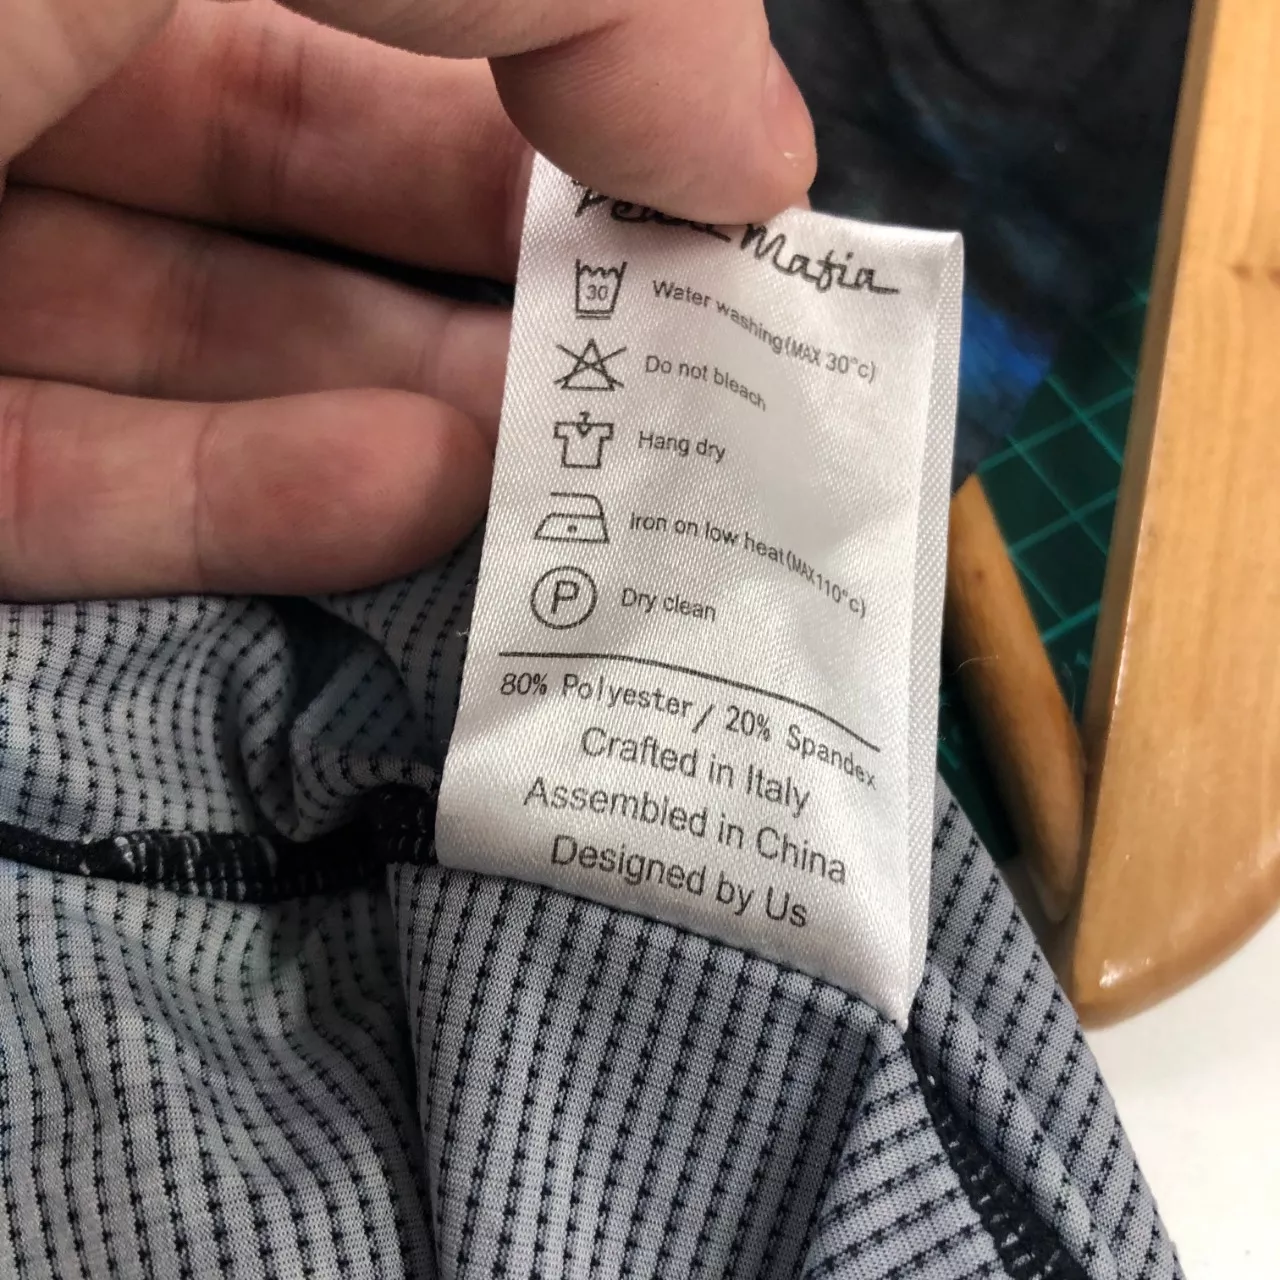 Mafia
30 Water washing(MAX 30°c)
Do not bleach
Hang dry
Iron on low heat(MAX110°c)
P Dry clean
80% Polyester / 20% Spandex
Crafted in Italy
Assembled in China
Designed by Us